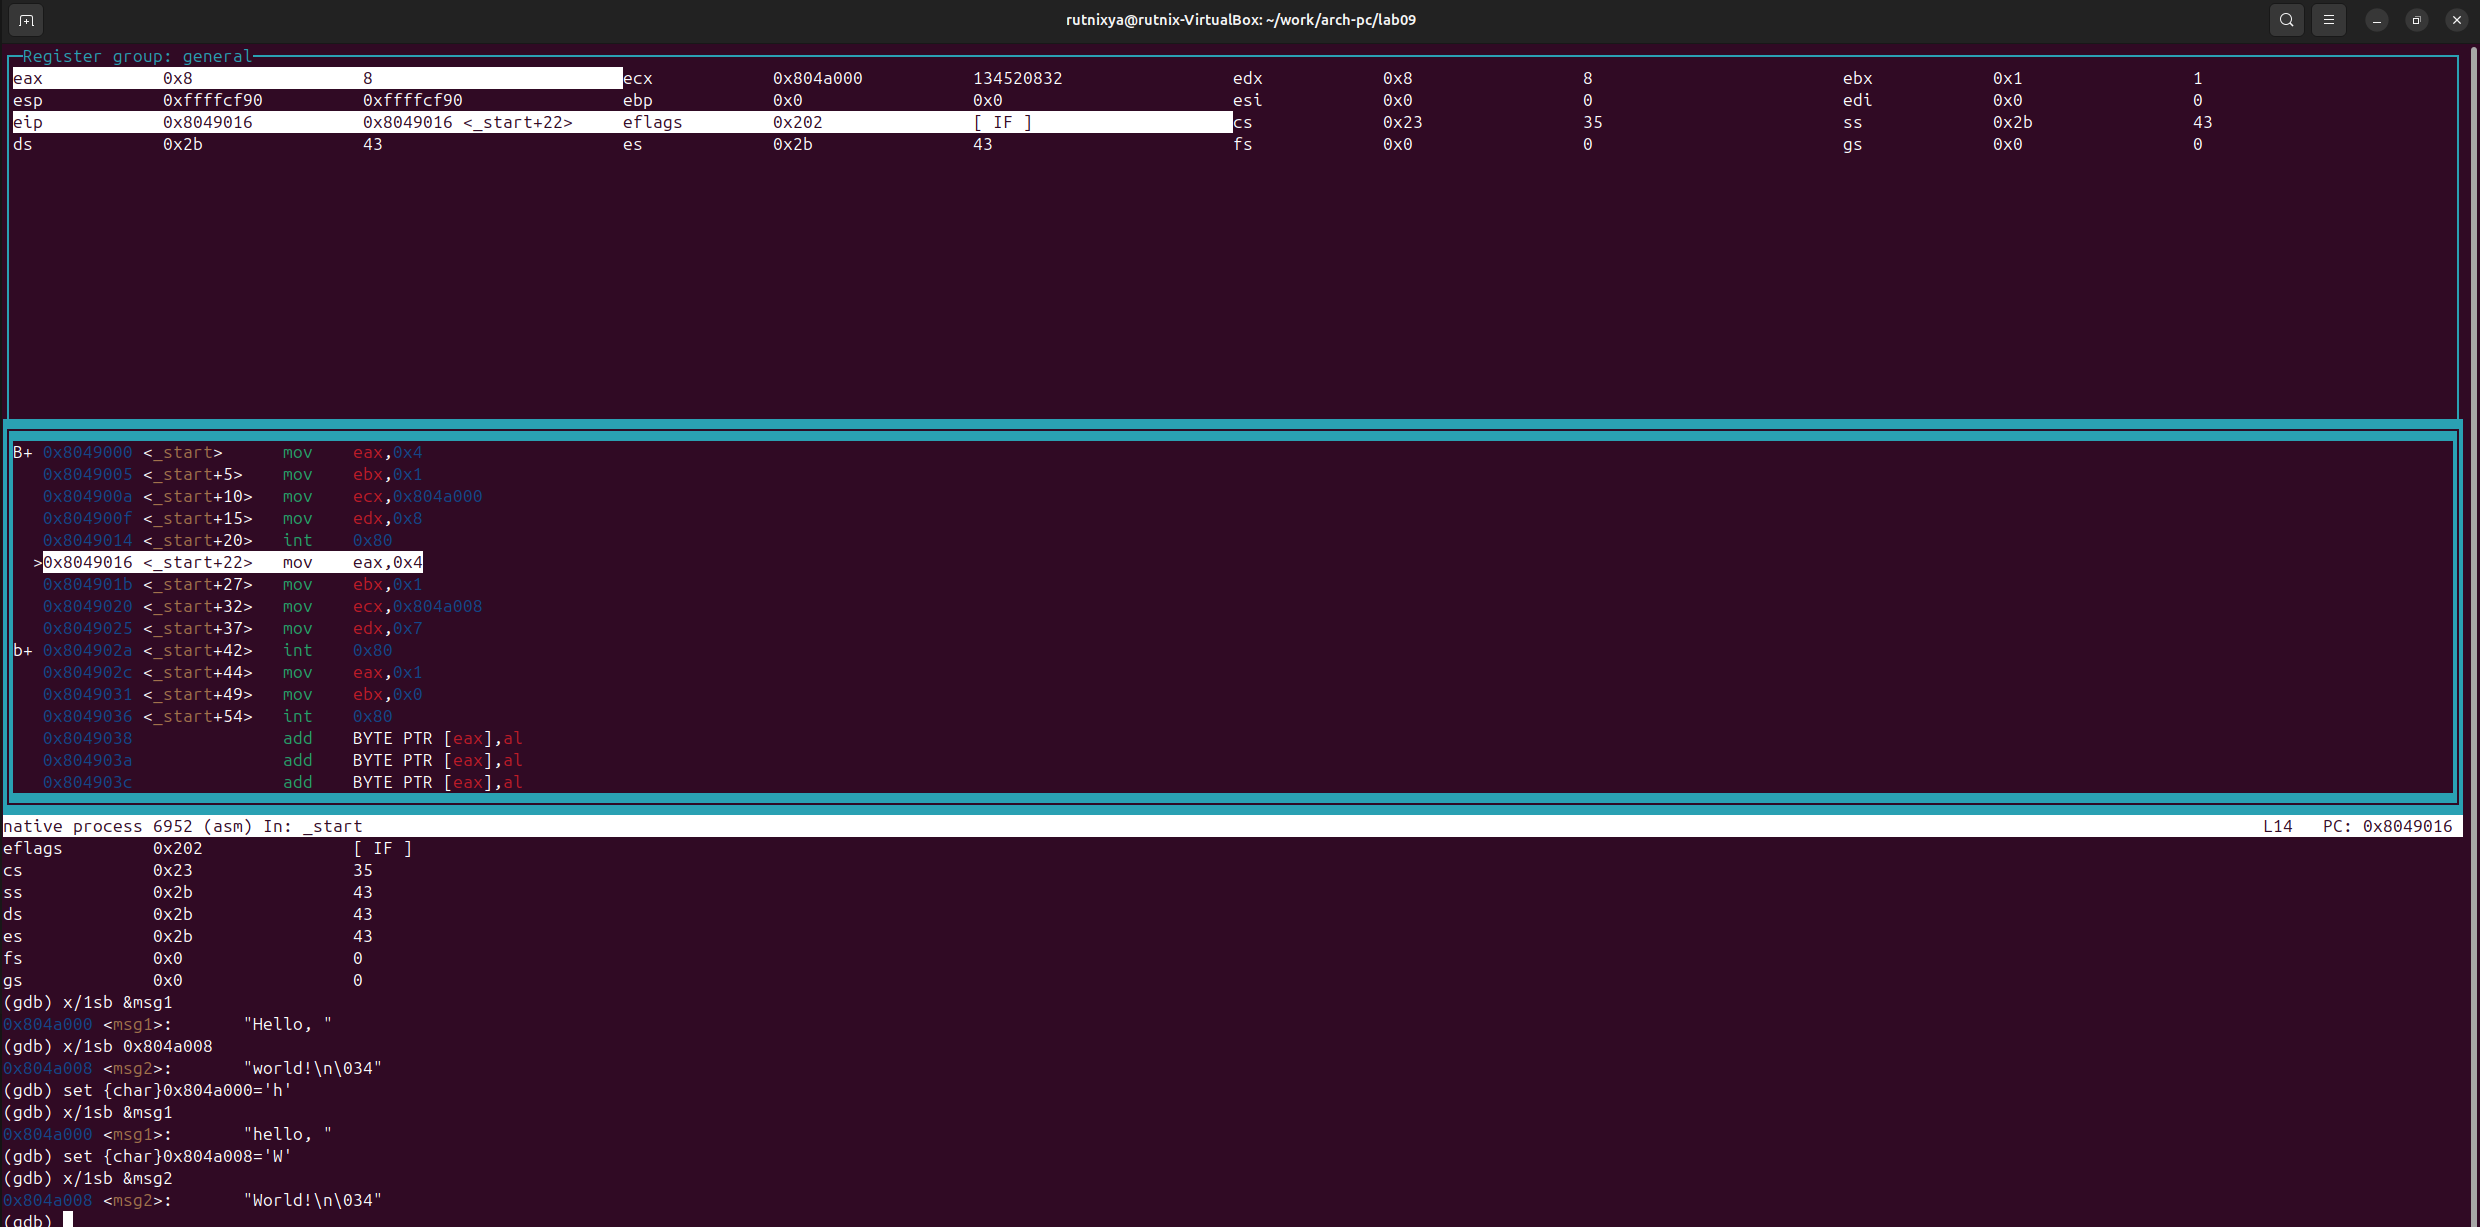 rutnixya@rutnix-VirtualBox: ~/work/arch-pc/lab09
Register group: general
eax 0x8 8 ecx 0x804a000 134520832 edx 0x8 8 ebx 0x1 1
esp 0xffffcf90 0xffffcf90 ebp 0x0 0x0 esi 0x0 0 edi 0x0 0
eip 0x8049016 0x8049016 <_start+22> eflags 0x202 [ IF ] cs 0x23 35 ss 0x2b 43
ds 0x2b 43 es 0x2b 43 fs 0x0 0 gs 0x0 0
B+ 0x8049000 <_start> mov eax,0x4
0x8049005 <_start+5> mov ebx,0x1
0x804900a <_start+10> mov ecx,0x804a000
0x804900f <_start+15> mov edx,0x8
0x8049014 <_start+20> int 0x80
>0x8049016 <_start+22> mov eax,0x4
0x804901b <_start+27> mov ebx,0x1
0x8049020 <_start+32> mov ecx,0x804a008
0x8049025 <_start+37> mov edx,0x7
b+ 0x804902a <_start+42> int 0x80
0x804902c <_start+44> mov eax,0x1
0x8049031 <_start+49> mov ebx,0x0
0x8049036 <_start+54> int 0x80
0x8049038 add BYTE PTR [eax],al
0x804903a add BYTE PTR [eax],al
0x804903c add BYTE PTR [eax],al
native process 6952 (asm) In: _start L14 PC: 0x8049016
eflags 0x202 [ IF ]
cs 0x23 35
ss 0x2b 43
ds 0x2b 43
es 0x2b 43
fs 0x0 0
gs 0x0 0
(gdb) x/1sb &msg1
0x804a000 <msg1>: "Hello, "
(gdb) x/1sb 0x804a008
0x804a008 <msg2>: "world!\n\034"
(gdb) set {char}0x804a000='h'
(gdb) x/1sb &msg1
0x804a000 <msg1>: "hello, "
(gdb) set {char}0x804a008='W'
(gdb) x/1sb &msg2
0x804a008 <msg2>: "World!\n\034"
(gdb)